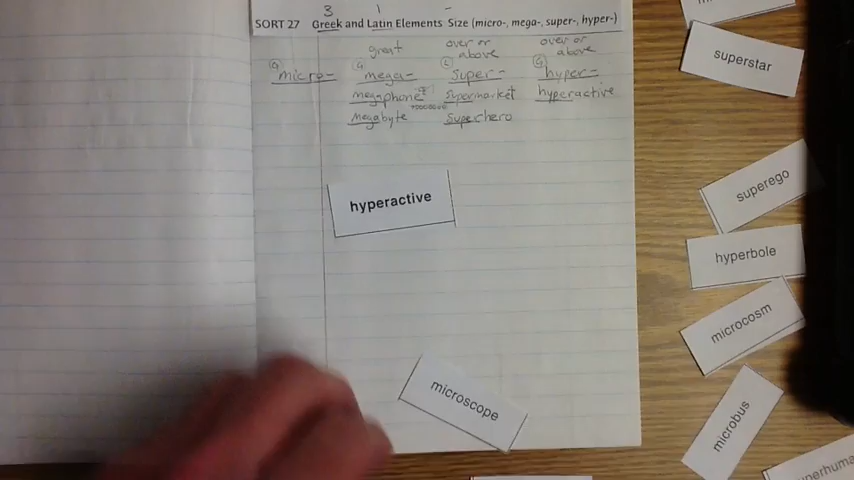 3 1
SORT 27 Greek and Latin Elements Size (micro-, mega-, super-, hyper-)
great over or above over or above
G micro- G mega- L super- G hyper-
megaphone supermarket hyperactive
megabyte superhero
hyperactive
microscope
superstar
superego
hyperbole
microcosm
microbus